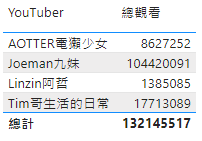 YouTuber 總觀看
AOTTER電獺少女 8627252
Joeman九妹 104420091
Linzin阿哲 1385085
Tim哥生活的日常 17713089
總計 132145517